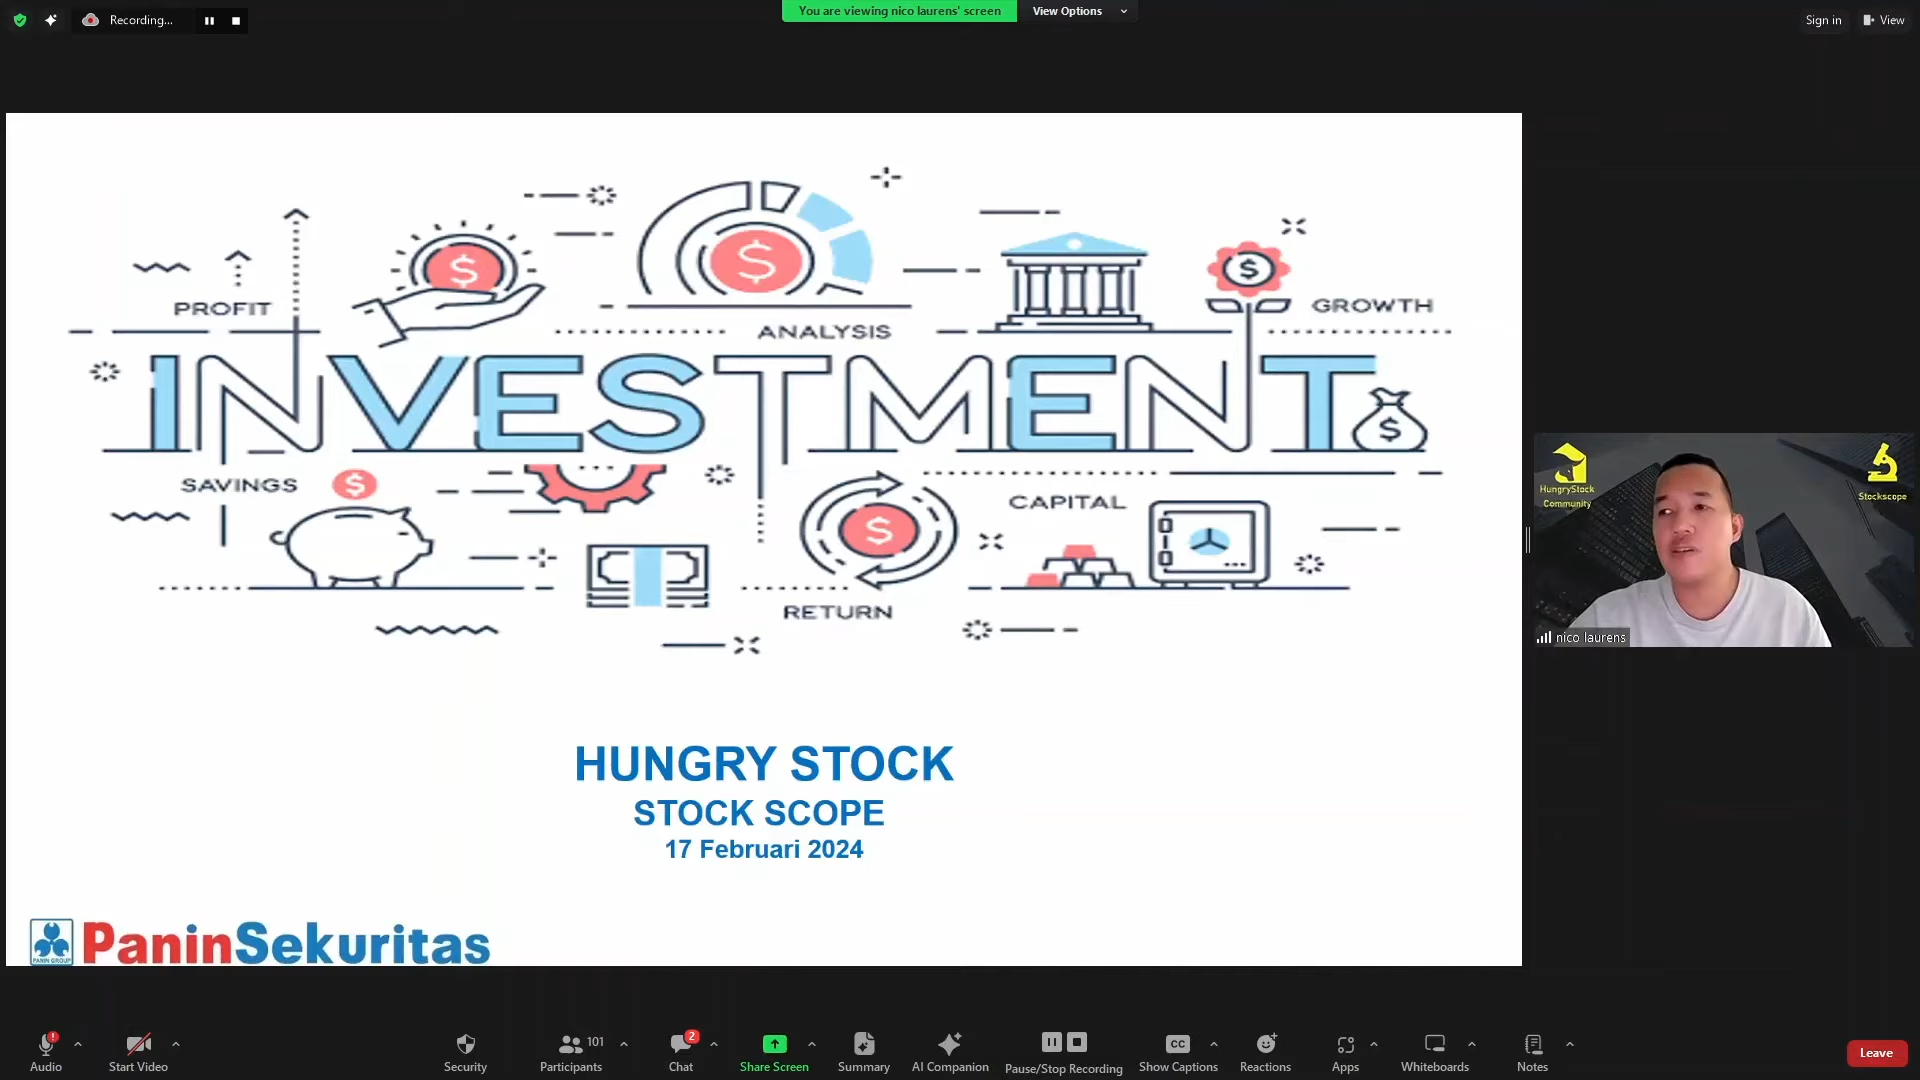 Recording...
You are viewing nico laurens' screen
View Options
Sign in
View
PROFIT
ANALYSIS
GROWTH
INVESTMENT
SAVINGS
CAPITAL
RETURN
HUNGRY STOCK
STOCK SCOPE
17 Februari 2024
PANIN GROUP
PaninSekuritas
HungryStock
Community
Stockscope
nico laurens
Audio
Start Video
Security
101
Participants
2
Chat
Share Screen
Summary
AI Companion
Pause/Stop Recording
CC
Show Captions
Reactions
Apps
Whiteboards
Notes
Leave